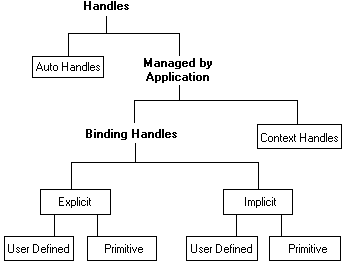 Handles
Auto Handles
Managed by
Application
Binding Handles
Context Handles
Explicit
Implicit
User Defined
Primitive
User Defined
Primitive